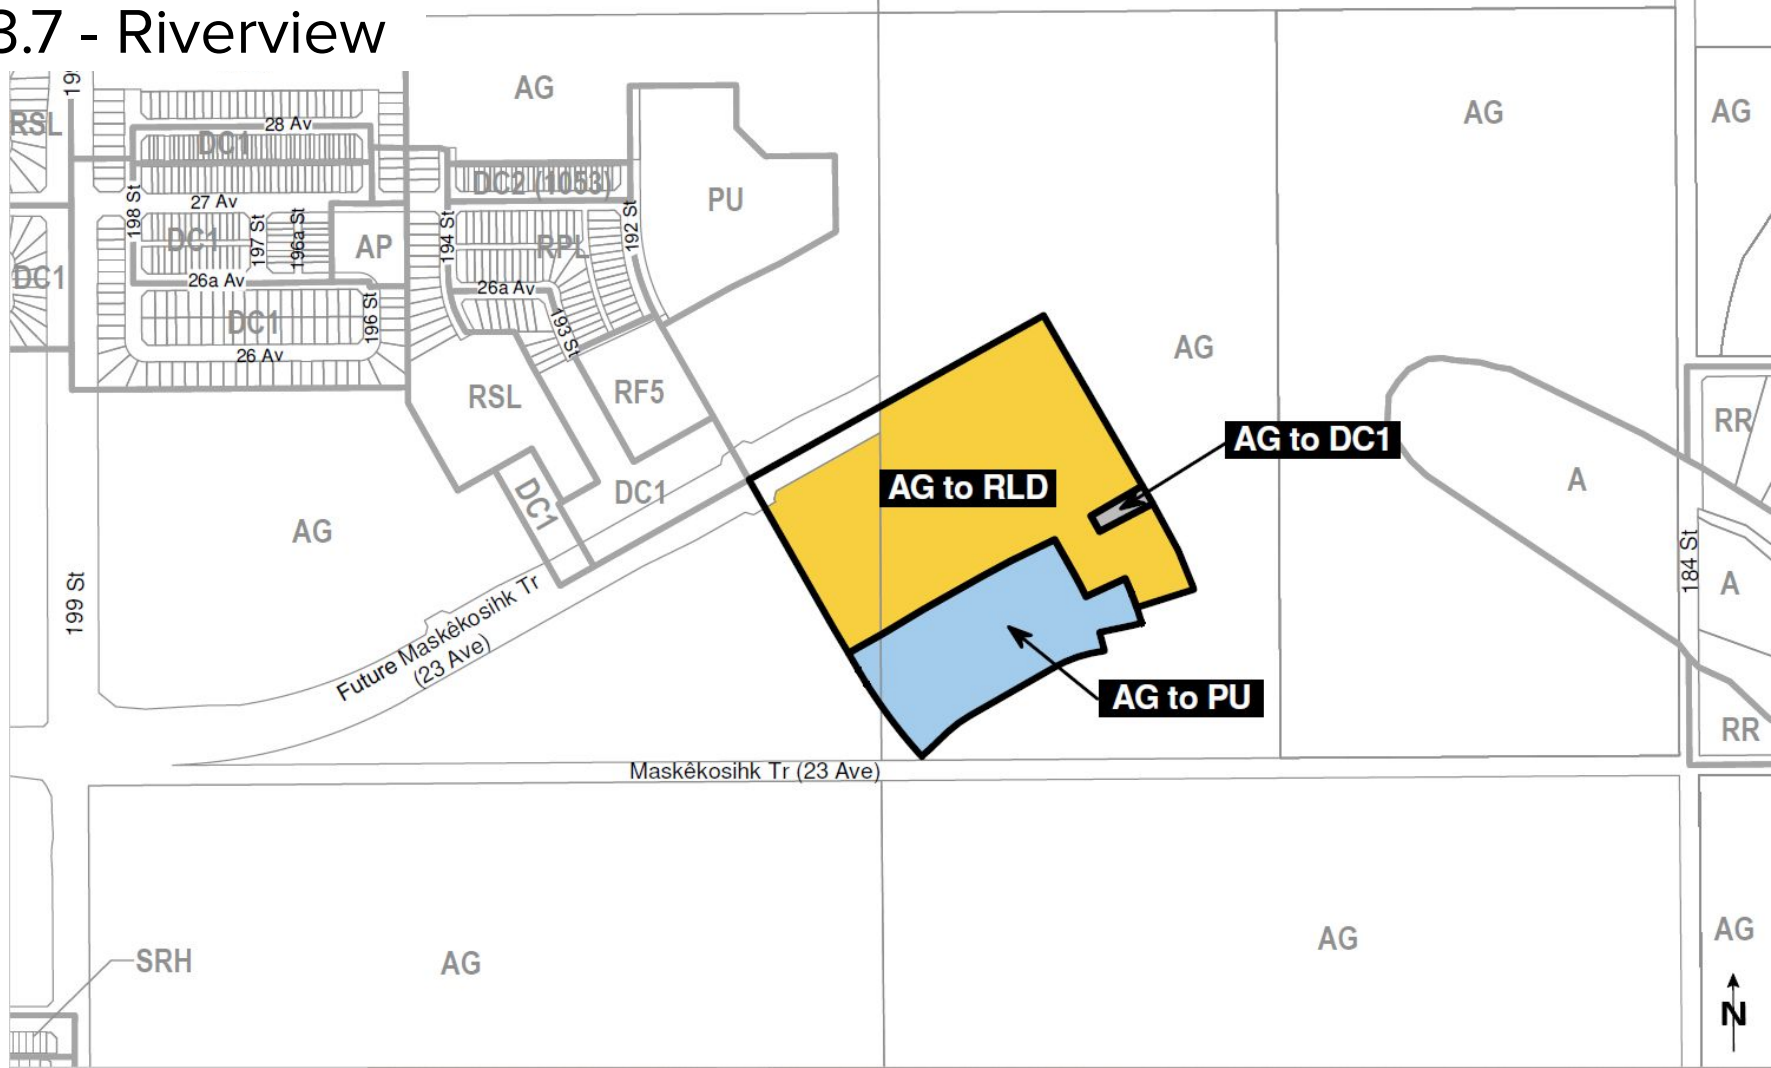 3.7 - Riverview
AG
AG
AG
RSL
28 Av
DC1
DC2 (1053)
PU
27 Av
198 St
197 St
196a St
194 St
192 St
DC1
AP
RPL
DC1
26a Av
26a Av
DC1
196 St
193 St
26 Av
AG
RSL
RF5
RR
AG to DC1
AG to RLD
DC1
DC1
A
AG
199 St
184 St
A
Future Maskêkosihk Tr
(23 Ave)
AG to PU
RR
Maskêkosihk Tr (23 Ave)
SRH
AG
AG
AG
N